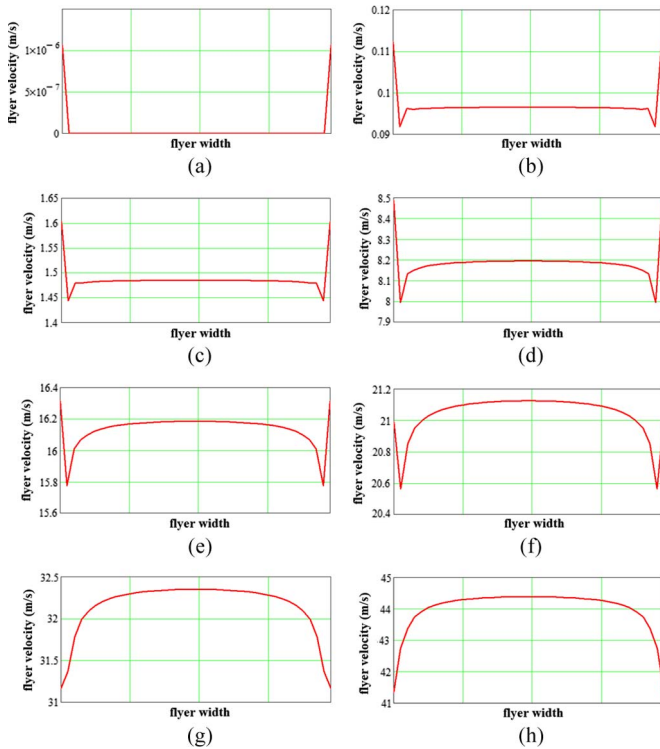 flyer velocity (m/s)
1×10⁻⁶
5×10⁻⁷
0
flyer width
(a)
flyer velocity (m/s)
0.12
0.11
0.1
0.09
flyer width
(b)
flyer velocity (m/s)
1.65
1.6
1.55
1.5
1.45
1.4
flyer width
(c)
flyer velocity (m/s)
8.5
8.4
8.3
8.2
8.1
8
7.9
flyer width
(d)
flyer velocity (m/s)
16.4
16.2
16
15.8
15.6
flyer width
(e)
flyer velocity (m/s)
21.2
21
20.8
20.6
20.4
flyer width
(f)
flyer velocity (m/s)
32.5
32
31.5
31
flyer width
(g)
flyer velocity (m/s)
45
44
43
42
41
flyer width
(h)